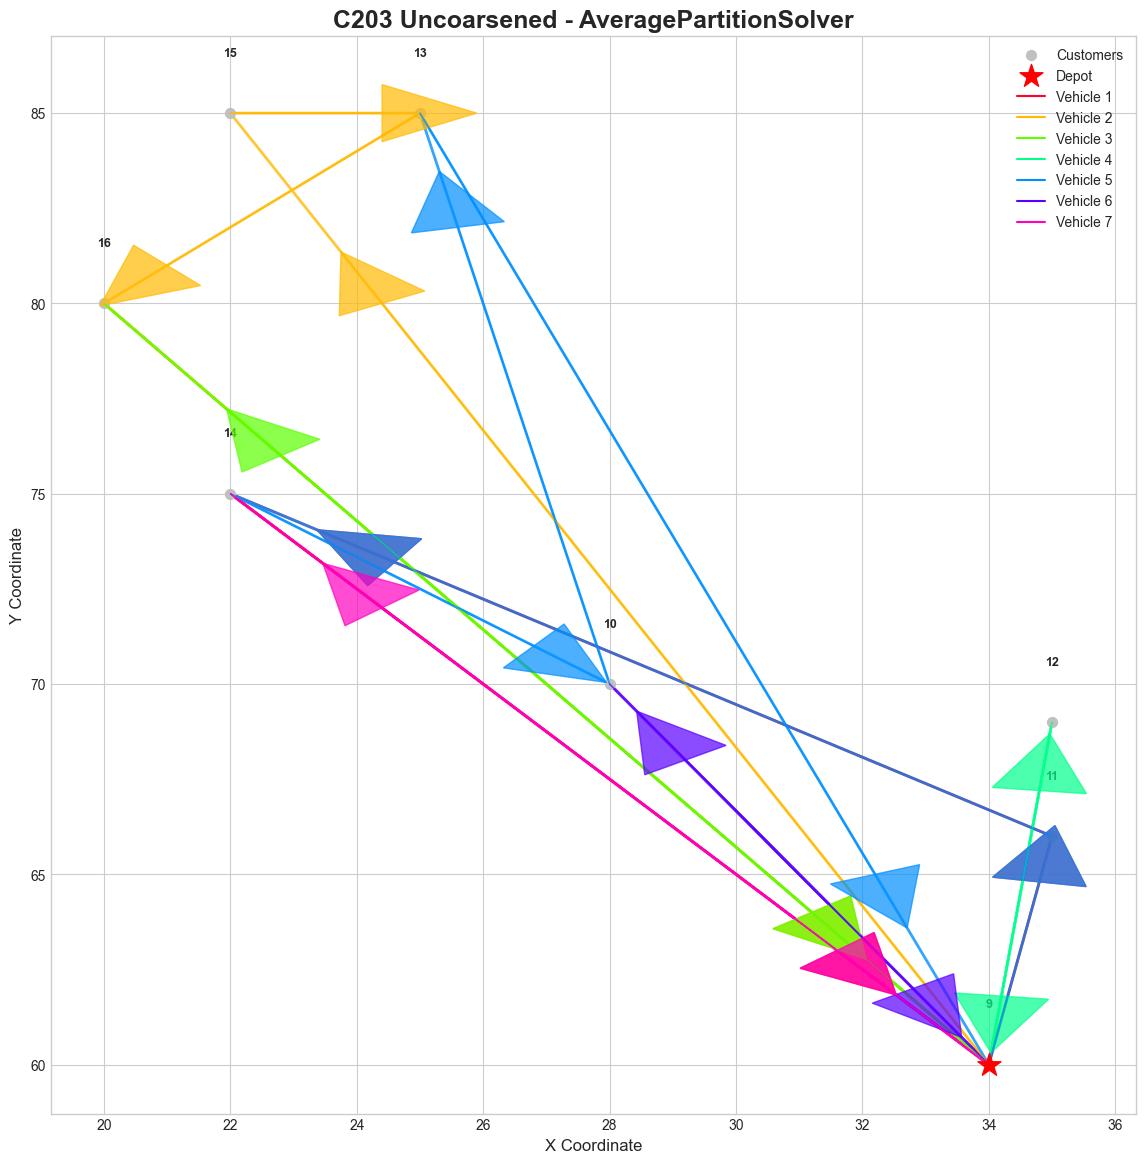 C203 Uncoarsened - AveragePartitionSolver
Customers
Depot
Vehicle 1
Vehicle 2
Vehicle 3
Vehicle 4
Vehicle 5
Vehicle 6
Vehicle 7
15
13
16
14
10
12
11
9
85
80
75
70
65
60
Y Coordinate
20
22
24
26
28
30
32
34
36
X Coordinate